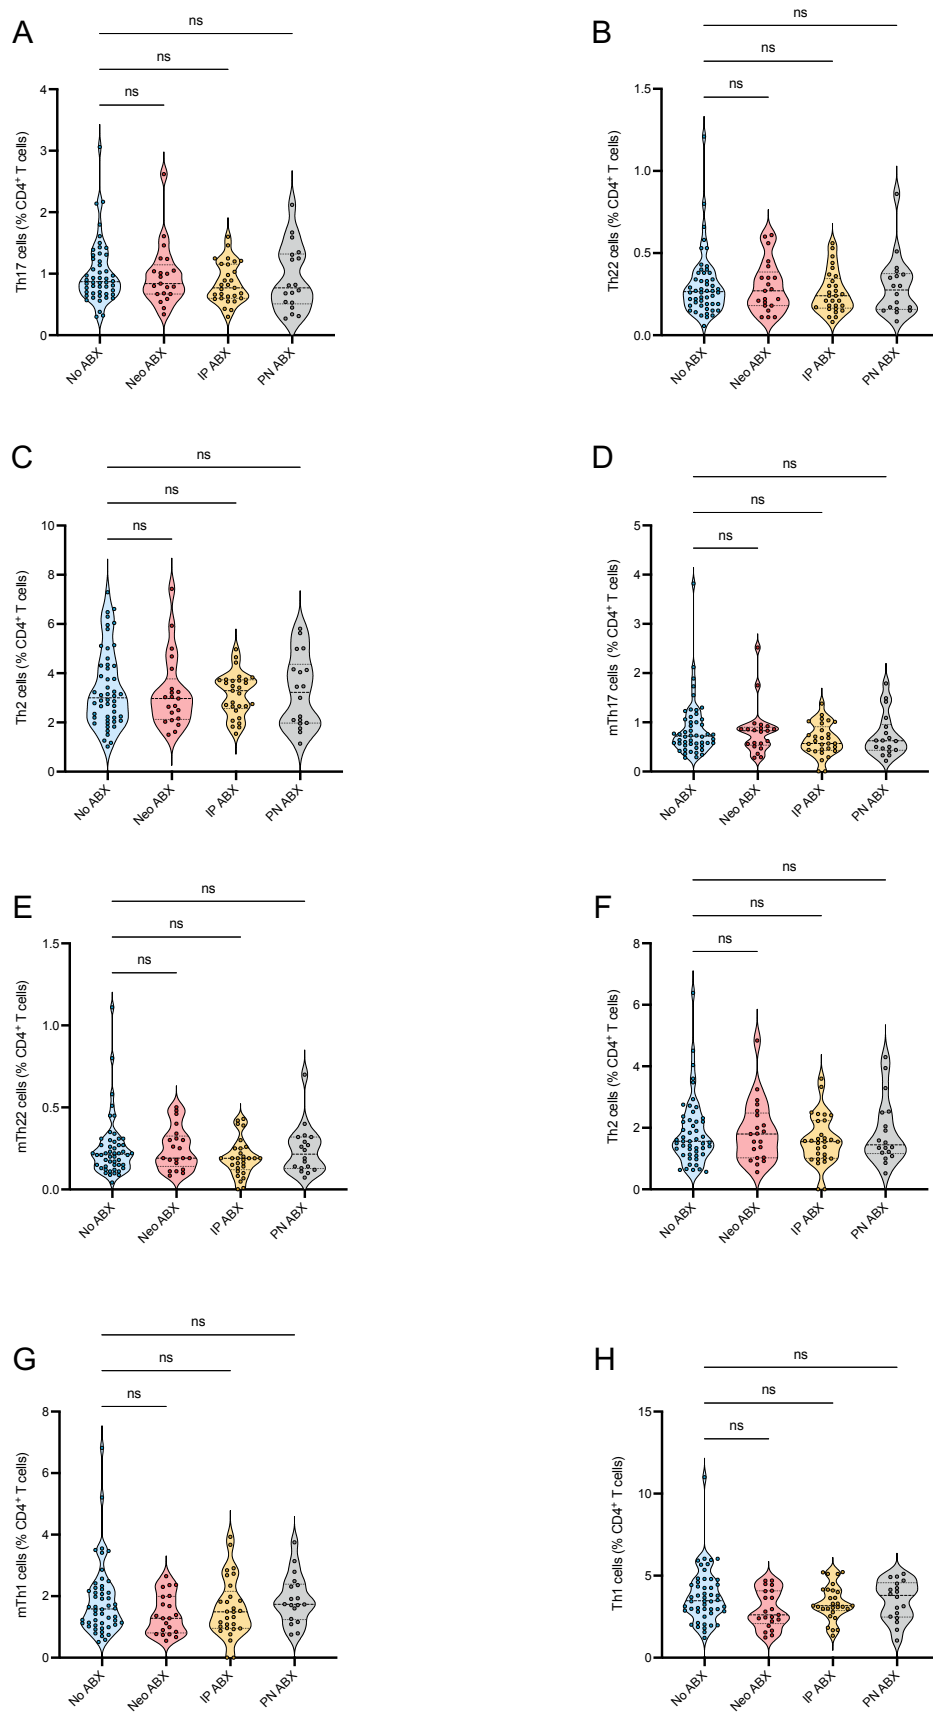 A
ns
ns
ns
Th17 cells (% CD4⁺ T cells)
4
3
2
1
0
No ABX
Neo ABX
IP ABX
PN ABX
B
ns
ns
ns
Th22 cells (% CD4⁺ T cells)
1.5
1.0
0.5
0.0
No ABX
Neo ABX
IP ABX
PN ABX
C
ns
ns
ns
Th2 cells (% CD4⁺ T cells)
10
8
6
4
2
0
No ABX
Neo ABX
IP ABX
PN ABX
D
ns
ns
ns
mTh17 cells (% CD4⁺ T cells)
5
4
3
2
1
0
No ABX
Neo ABX
IP ABX
PN ABX
E
ns
ns
ns
mTh22 cells (% CD4⁺ T cells)
1.5
1.0
0.5
0.0
No ABX
Neo ABX
IP ABX
PN ABX
F
ns
ns
ns
Th2 cells (% CD4⁺ T cells)
8
6
4
2
0
No ABX
Neo ABX
IP ABX
PN ABX
G
ns
ns
ns
mTh1 cells (% CD4⁺ T cells)
8
6
4
2
0
No ABX
Neo ABX
IP ABX
PN ABX
H
ns
ns
ns
Th1 cells (% CD4⁺ T cells)
15
10
5
0
No ABX
Neo ABX
IP ABX
PN ABX